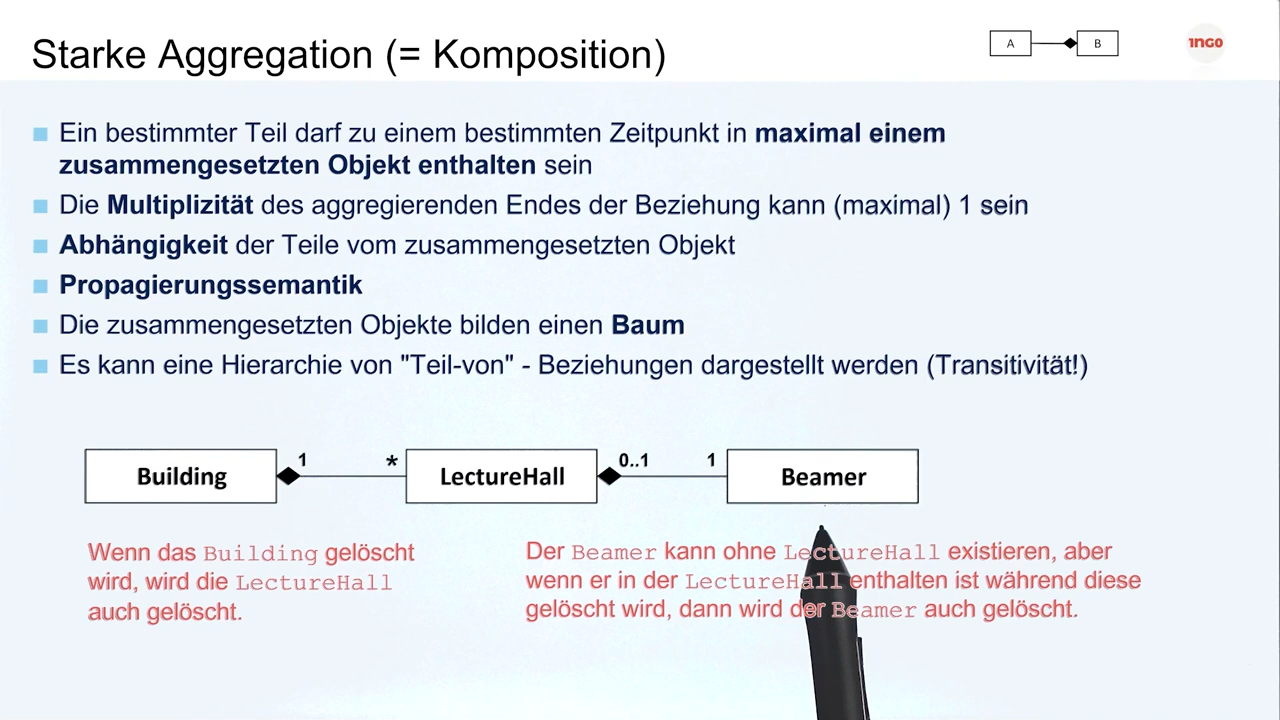 Starke Aggregation (= Komposition)
A
B
1NGO
Ein bestimmter Teil darf zu einem bestimmten Zeitpunkt in maximal einem
zusammengesetzten Objekt enthalten sein
Die Multiplizität des aggregierenden Endes der Beziehung kann (maximal) 1 sein
Abhängigkeit der Teile vom zusammengesetzten Objekt
Propagierungssemantik
Die zusammengesetzten Objekte bilden einen Baum
Es kann eine Hierarchie von "Teil-von" - Beziehungen dargestellt werden (Transitivität!)
Building 1 * LectureHall 0..1 1 Beamer
Wenn das Building gelöscht
wird, wird die LectureHall
auch gelöscht.
Der Beamer kann ohne LectureHall existieren, aber
wenn er in der LectureHall enthalten ist während diese
gelöscht wird, dann wird der Beamer auch gelöscht.